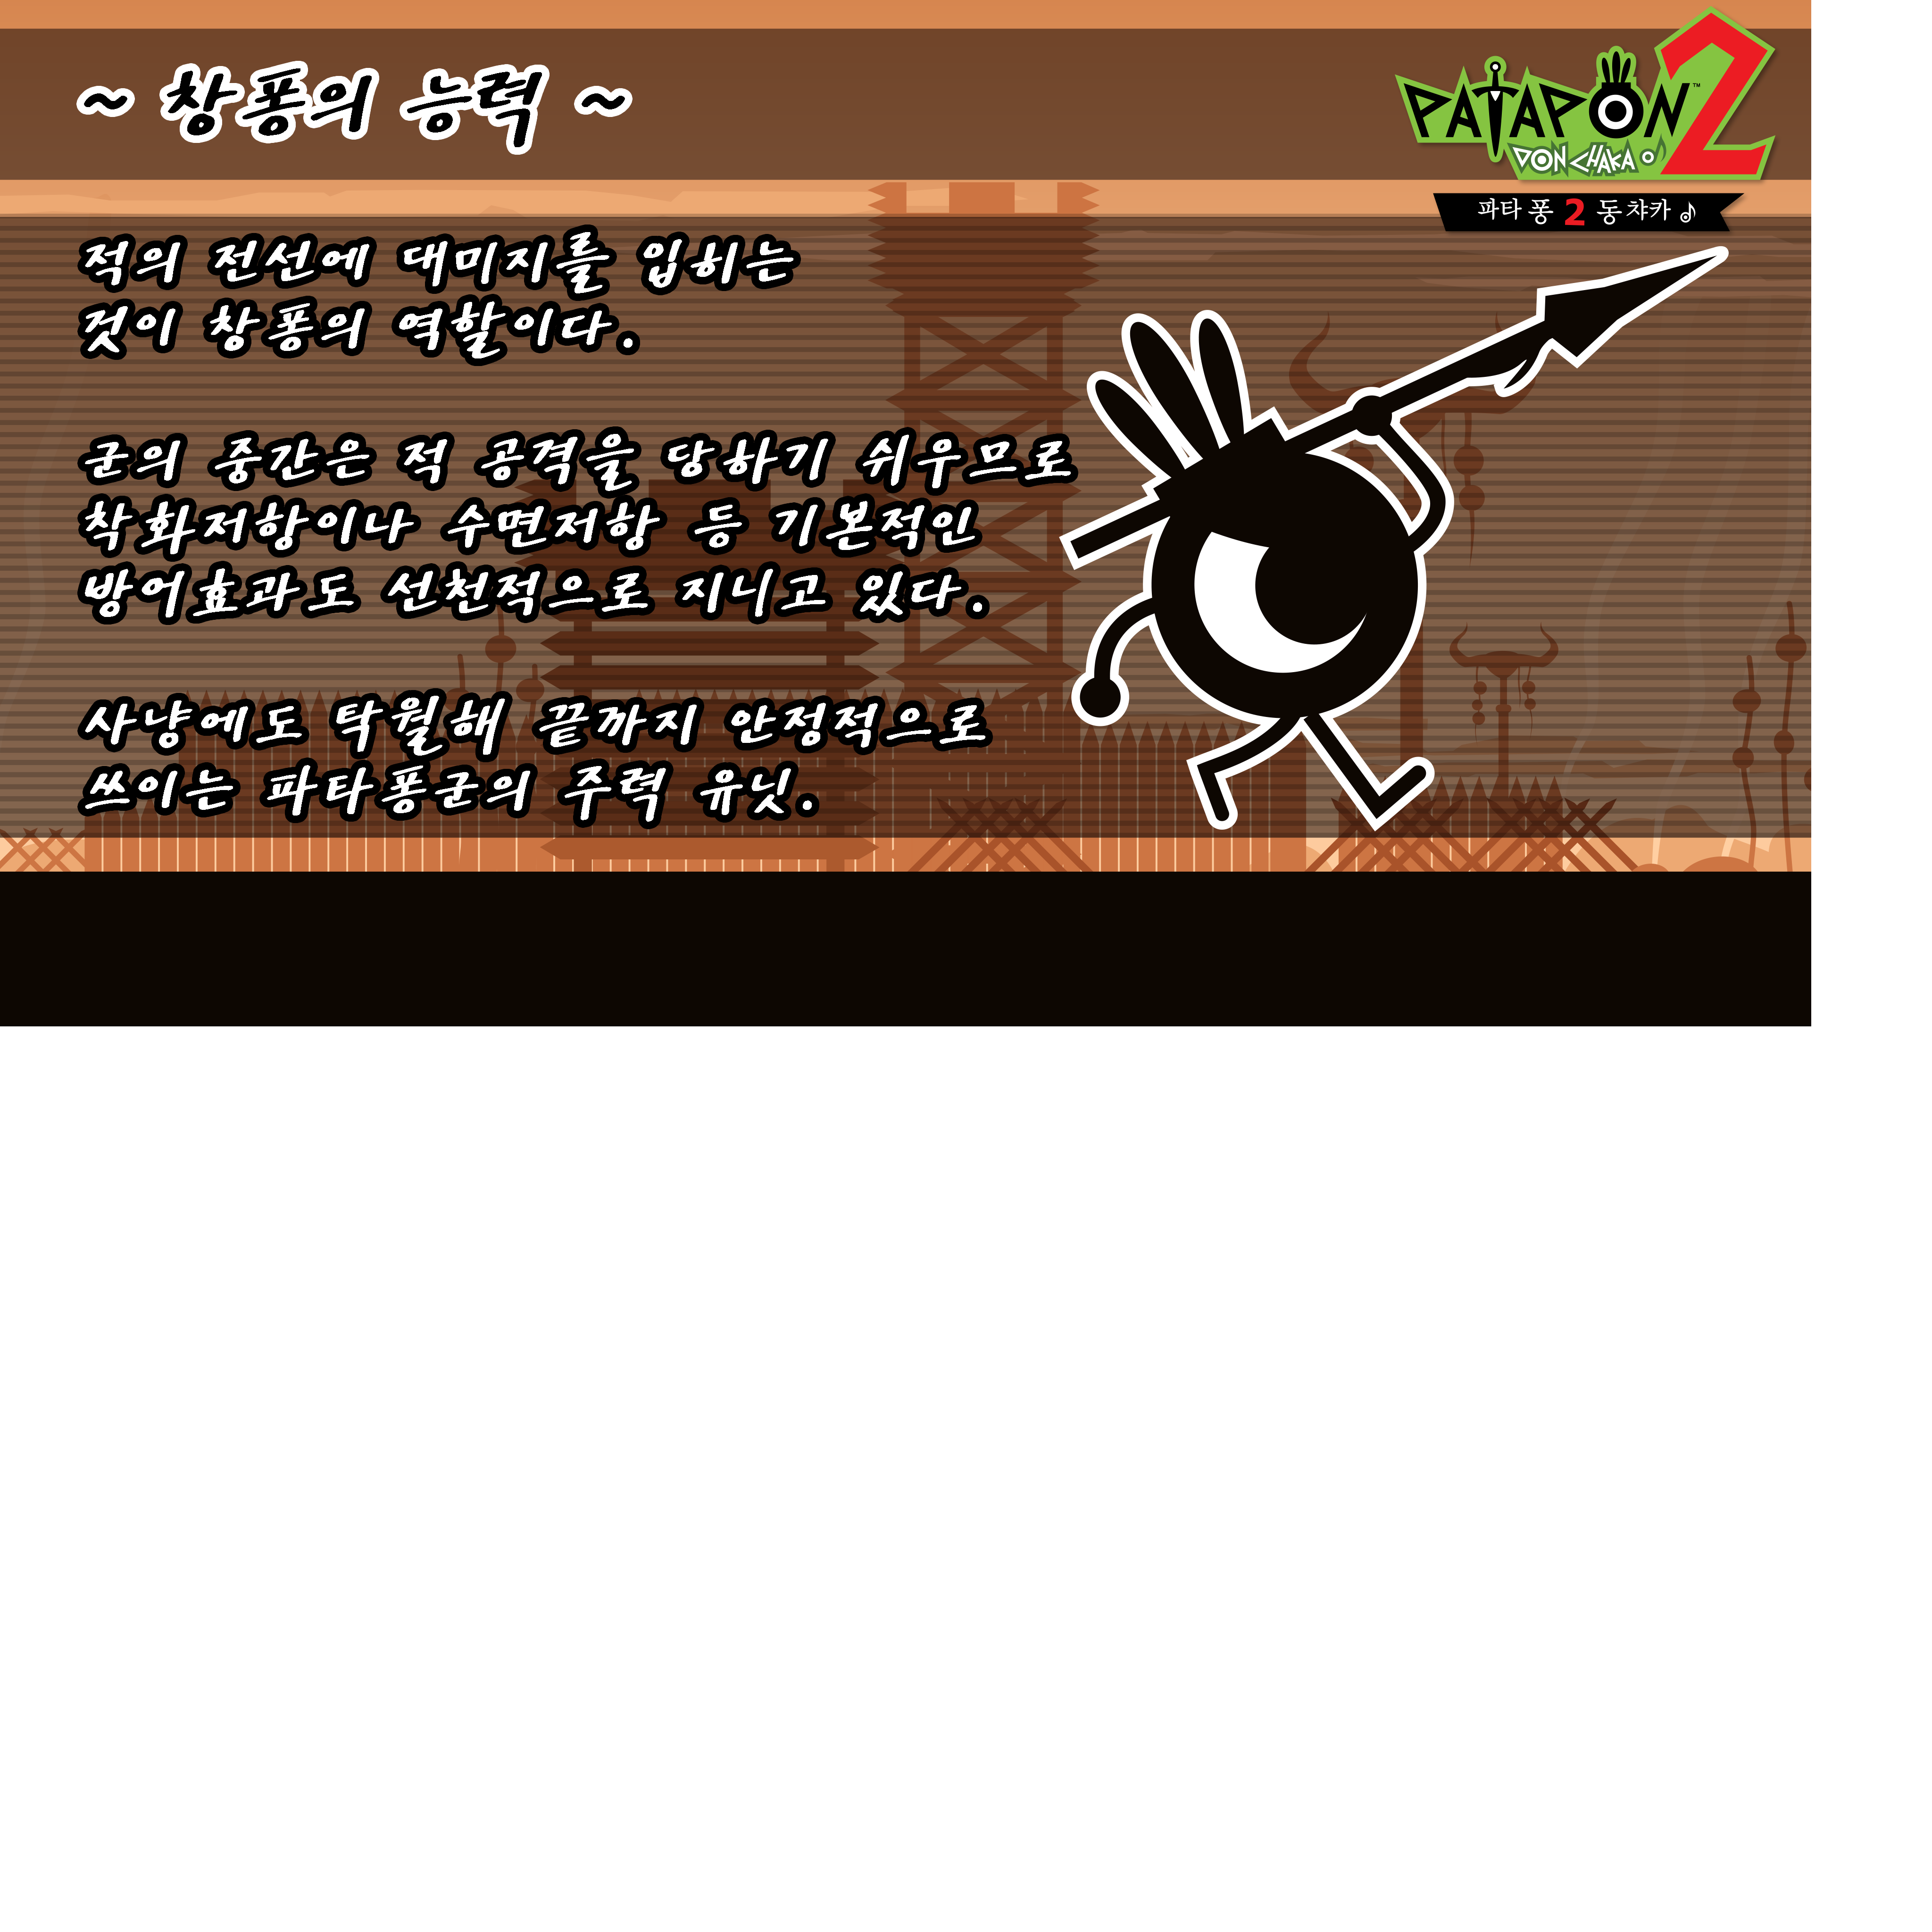 ~ 창퐁의 능력 ~
PATAPON 2 ™
DON CHAKA ♪
파타퐁 2 동챠카 ♪
적의 전선에 대미지를 입히는
것이 창퐁의 역할이다.
군의 중간은 적 공격을 당하기 쉬우므로
착화저항이나 수면저항 등 기본적인
방어효과도 선천적으로 지니고 있다.
사냥에도 탁월해 끝까지 안정적으로
쓰이는 파타퐁군의 주력 유닛.